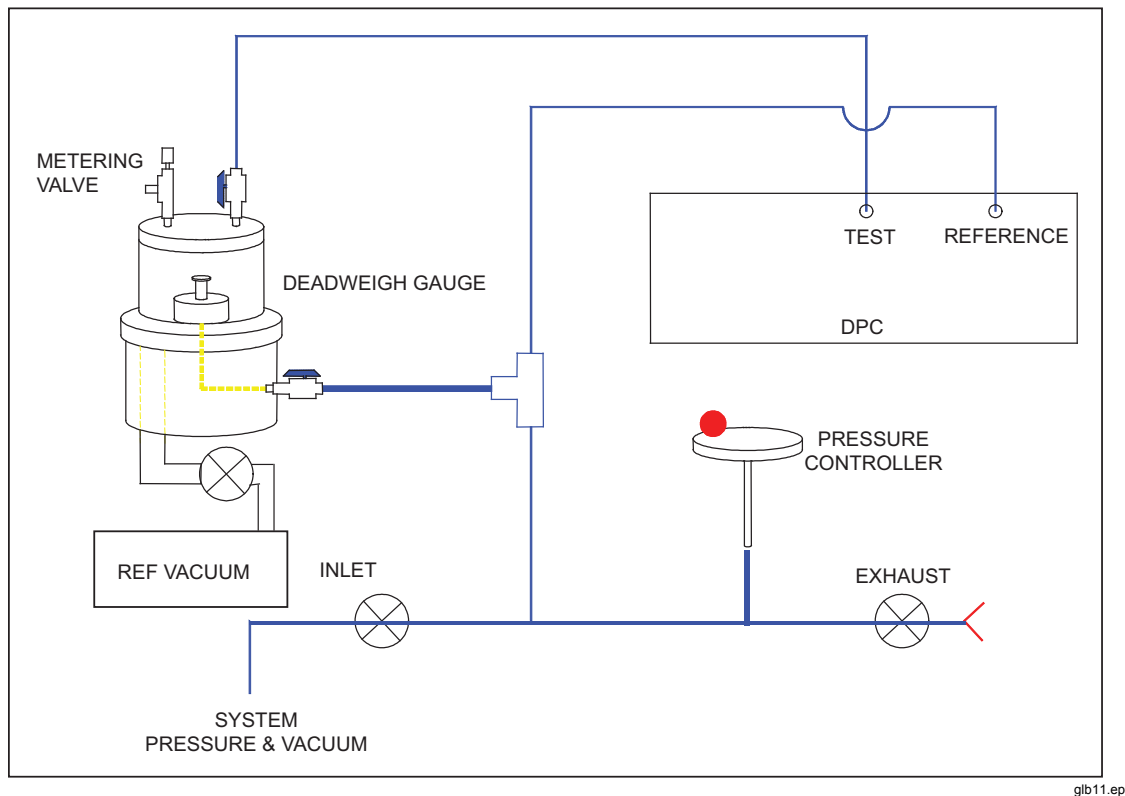 METERING
VALVE
DEADWEIGH GAUGE
TEST
REFERENCE
DPC
PRESSURE
CONTROLLER
REF VACUUM
INLET
EXHAUST
SYSTEM
PRESSURE & VACUUM
glb11.ep